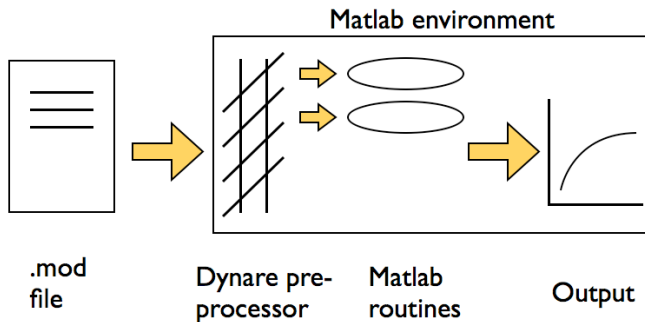 Matlab environment
.mod
file
Dynare pre-
processor
Matlab
routines
Output